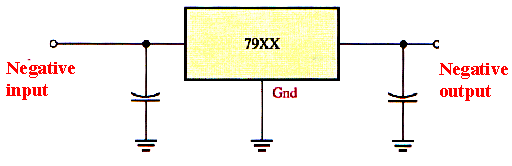 79XX
Negative
input
Gnd
Negative
output